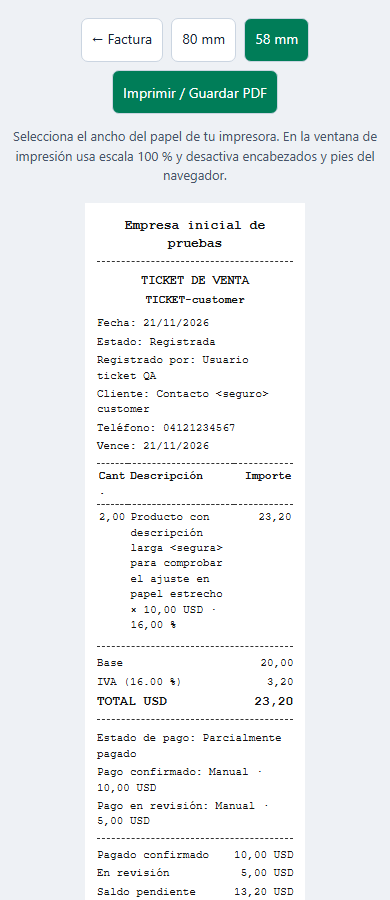 ← Factura
80 mm
58 mm
Imprimir / Guardar PDF
Selecciona el ancho del papel de tu impresora. En la ventana de
impresión usa escala 100 % y desactiva encabezados y pies del
navegador.
Empresa inicial de
pruebas
TICKET DE VENTA
TICKET-customer
Fecha: 21/11/2026
Estado: Registrada
Registrado por: Usuario
ticket QA
Cliente: Contacto <seguro>
customer
Teléfono: 04121234567
Vence: 21/11/2026
Cant Descripción Importe
.
2,00 Producto con 23,20
descripción
larga <segura>
para comprobar
el ajuste en
papel estrecho
× 10,00 USD ·
16,00 %
Base 20,00
IVA (16.00 %) 3,20
TOTAL USD 23,20
Estado de pago: Parcialmente
pagado
Pago confirmado: Manual ·
10,00 USD
Pago en revisión: Manual ·
5,00 USD
Pagado confirmado 10,00 USD
En revisión 5,00 USD
Saldo pendiente 13,20 USD